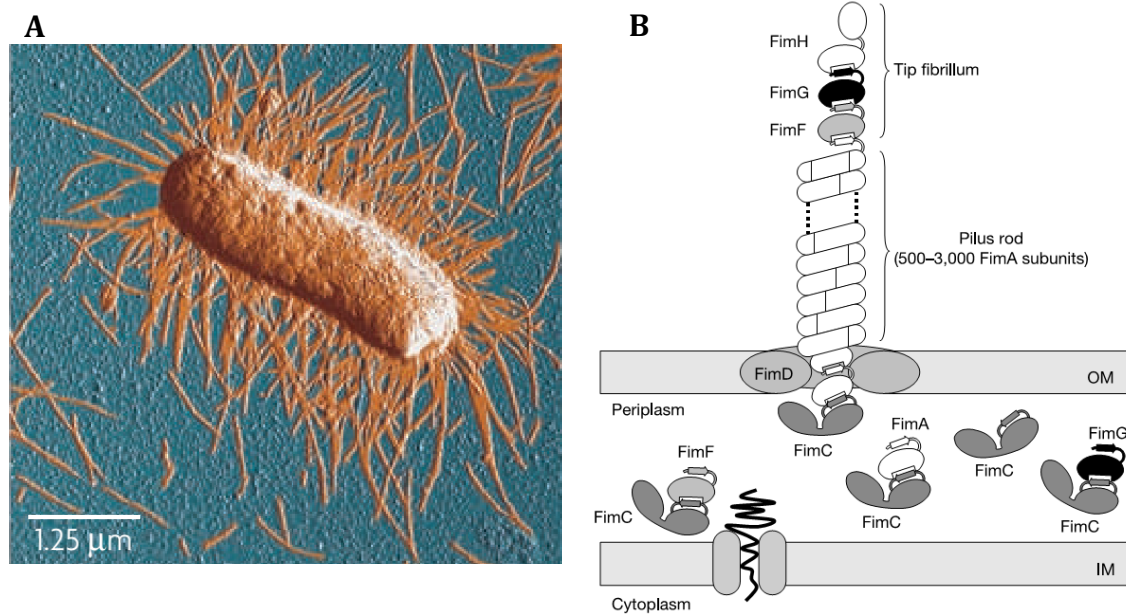 A
1.25 µm
B
FimH
FimG
FimF
Tip fibrillum
Pilus rod
(500–3,000 FimA subunits)
FimD
OM
Periplasm
FimC
FimA
FimC
FimG
FimF
FimC
FimC
FimC
IM
Cytoplasm